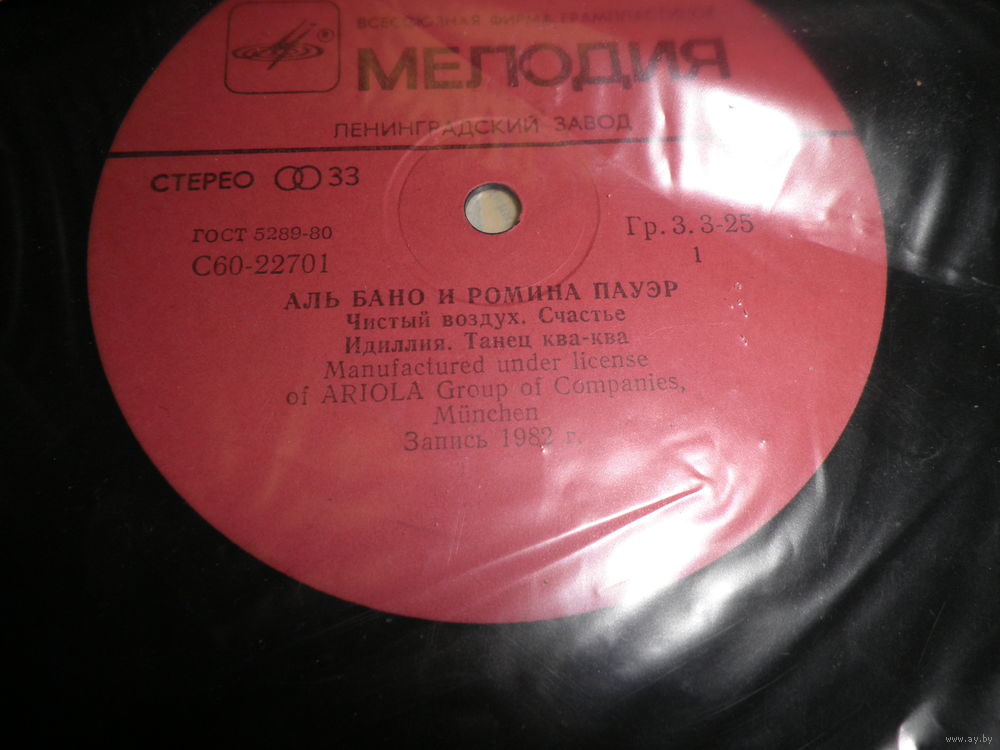 ВСЕСОЮЗНАЯ ФИРМА ГРАМПЛАСТИНОК
®
МЕЛОДИЯ
ЛЕНИНГРАДСКИЙ ЗАВОД
СТЕРЕО 33
ГОСТ 5289-80
С60-22701
Гр. 3. 3-25
1
АЛЬ БАНО И РОМИНА ПАУЭР
Чистый воздух. Счастье
Идиллия. Танец ква-ква
Manufactured under license
of ARIOLA Group of Companies,
München
Запись 1982 г.
www.ay.by